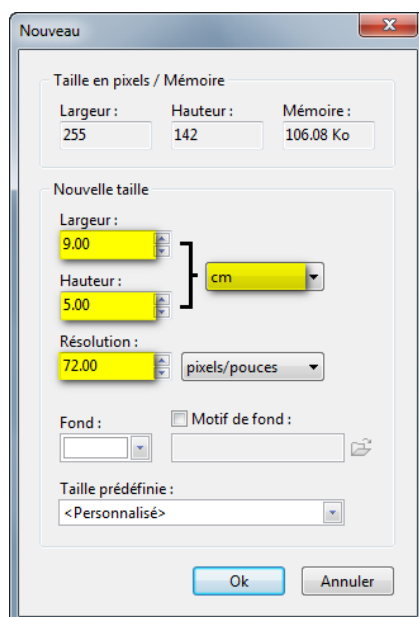 Nouveau
Taille en pixels / Mémoire
Largeur : Hauteur : Mémoire :
255 142 106.08 Ko
Nouvelle taille
Largeur :
9.00
cm
Hauteur :
5.00
Résolution :
72.00 pixels/pouces
Fond : Motif de fond :
Taille prédéfinie :
<Personnalisé>
Ok Annuler